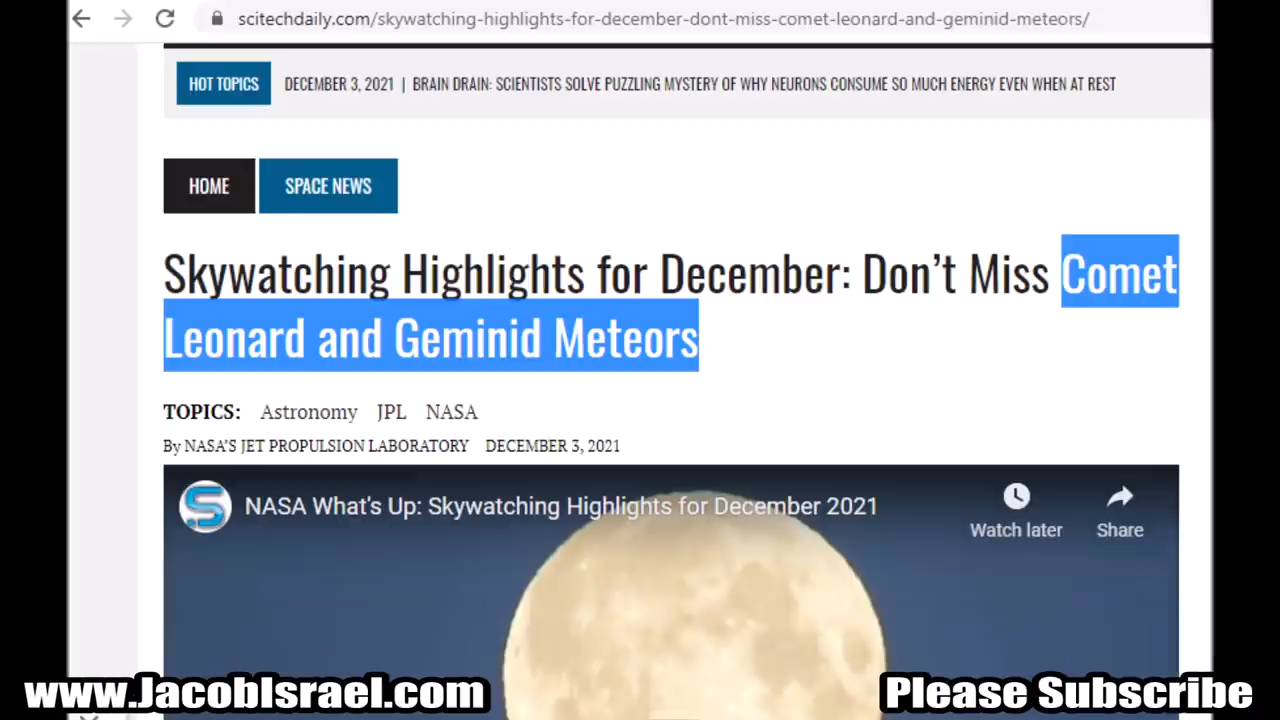 scitechdaily.com/skywatching-highlights-for-december-dont-miss-comet-leonard-and-geminid-meteors/
HOT TOPICS DECEMBER 3, 2021 | BRAIN DRAIN: SCIENTISTS SOLVE PUZZLING MYSTERY OF WHY NEURONS CONSUME SO MUCH ENERGY EVEN WHEN AT REST
HOME SPACE NEWS
Skywatching Highlights for December: Don’t Miss Comet
Leonard and Geminid Meteors
TOPICS: Astronomy JPL NASA
By NASA'S JET PROPULSION LABORATORY DECEMBER 3, 2021
NASA What's Up: Skywatching Highlights for December 2021
Watch later Share
www.JacobIsrael.com Please Subscribe